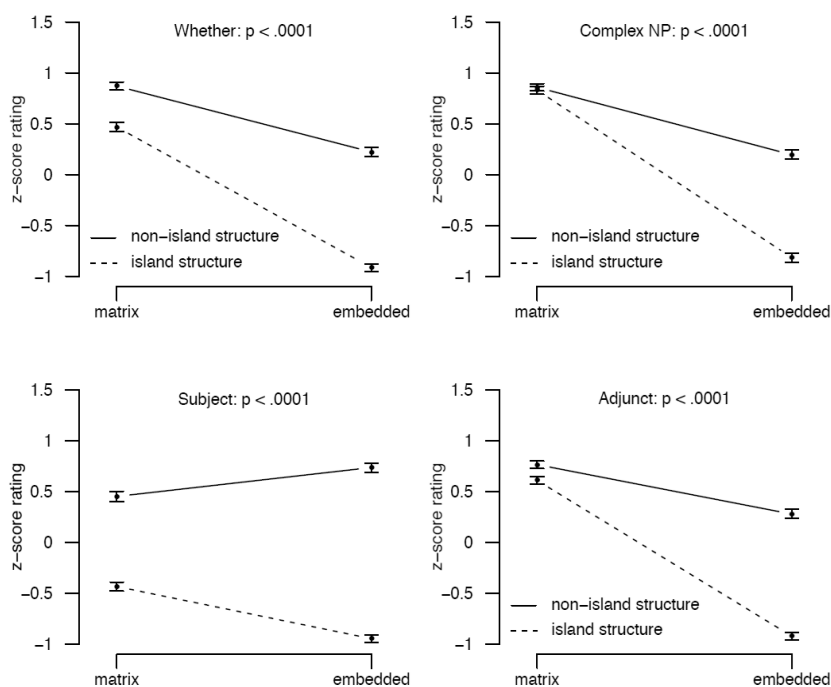 Whether: p < .0001
z−score rating
1.5
1
0.5
0
−0.5
−1
non−island structure
island structure
matrix
embedded
Complex NP: p < .0001
z−score rating
1.5
1
0.5
0
−0.5
−1
non−island structure
island structure
matrix
embedded
Subject: p < .0001
z−score rating
1.5
1
0.5
0
−0.5
−1
matrix
embedded
Adjunct: p < .0001
z−score rating
1.5
1
0.5
0
−0.5
−1
non−island structure
island structure
matrix
embedded